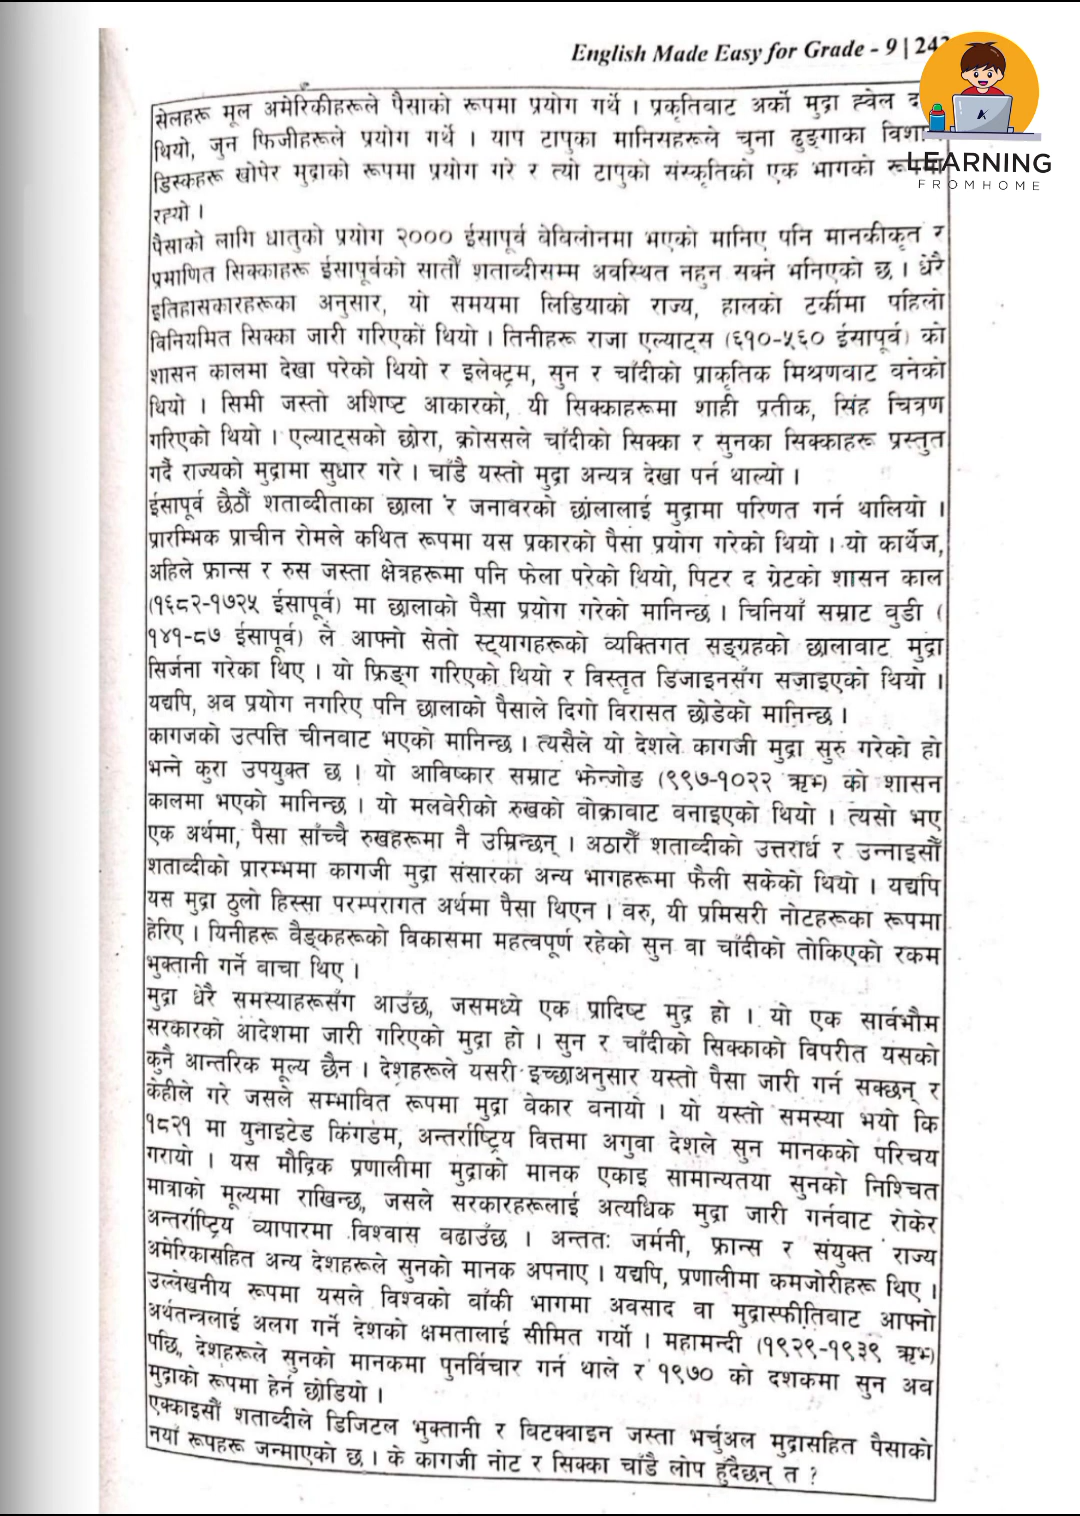 English Made Easy for Grade - 9 | 24
LEARNING
FROMHOME
सेलहरू मूल अमेरिकीहरूले पैसाको रूपमा प्रयोग गर्थे । प्रकृतिबाट अर्को मुद्रा ह्वेल द
थियो, जुन फिजीहरूले प्रयोग गर्थे । याप टापुका मानिसहरूले चुना ढुङ्गाका विशा
डिस्कहरू खोपेर मुद्राको रूपमा प्रयोग गरे र त्यो टापुको संस्कृतिको एक भागको रूपमा
रह्यो ।
पैसाको लागि धातुको प्रयोग २००० ईसापूर्व बेबिलोनमा भएको मानिए पनि मानकीकृत र
प्रमाणित सिक्काहरू ईसापूर्वको सातौं शताब्दीसम्म अवस्थित नहुन सक्ने भनिएको छ । धेरै
इतिहासकारहरूका अनुसार, यो समयमा लिडियाको राज्य, हालको टर्कीमा पहिलो
विनियमित सिक्का जारी गरिएको थियो । तिनीहरू राजा एल्याट्स (६१०-५६० ईसापूर्व) को
शासन कालमा देखा परेको थियो र इलेक्ट्रम, सुन र चाँदीको प्राकृतिक मिश्रणबाट बनेको
थियो । सिमी जस्तो अशिष्ट आकारको, यी सिक्काहरूमा शाही प्रतीक, सिंह चित्रण
गरिएको थियो । एल्याट्सको छोरा, क्रोससले चाँदीको सिक्का र सुनका सिक्काहरू प्रस्तुत
गर्दै राज्यको मुद्रामा सुधार गरे । चाँडै यस्तो मुद्रा अन्यत्र देखा पर्न थाल्यो ।
ईसापूर्व छैठौं शताब्दीताका छाला र जनावरको छालालाई मुद्रामा परिणत गर्न थालियो ।
प्रारम्भिक प्राचीन रोमले कथित रूपमा यस प्रकारको पैसा प्रयोग गरेको थियो । यो कार्थेज,
अहिले फ्रान्स र रुस जस्ता क्षेत्रहरूमा पनि फेला परेको थियो, पिटर द ग्रेटको शासन काल
(१६८२-१७२५ ईसापूर्व) मा छालाको पैसा प्रयोग गरेको मानिन्छ । चिनियाँ सम्राट वुडी (
१४१-८७ ईसापूर्व) ले आफ्नो सेतो स्ट्यागहरूको व्यक्तिगत सङ्ग्रहको छालाबाट मुद्रा
सिर्जना गरेका थिए । यो फ्रिङ्ग गरिएको थियो र विस्तृत डिजाइनसँग सजाइएको थियो ।
यद्यपि, अब प्रयोग नगरिए पनि छालाको पैसाले दिगो विरासत छोडेको मानिन्छ ।
कागजको उत्पत्ति चीनबाट भएको मानिन्छ । त्यसैले यो देशले कागजी मुद्रा सुरु गरेको हो
भन्ने कुरा उपयुक्त छ । यो आविष्कार सम्राट झेन्जोड (९९७-१०२२ ऋभ) को शासन
कालमा भएको मानिन्छ । यो मलबेरीको रुखको बोक्राबाट बनाइएको थियो । त्यसो भए
एक अर्थमा, पैसा साँच्चै रुखहरूमा नै उम्रिन्छन् । अठारौँ शताब्दीको उत्तरार्ध र उन्नाइसौँ
शताब्दीको प्रारम्भमा कागजी मुद्रा संसारका अन्य भागहरूमा फैली सकेको थियो । यद्यपि
यस मुद्रा ठुलो हिस्सा परम्परागत अर्थमा पैसा थिएन । बरु, यी प्रमिसरी नोटहरूका रूपमा
हेरिए । यिनीहरू बैङ्कहरूको विकासमा महत्वपूर्ण रहेको सुन वा चाँदीको तोकिएको रकम
भुक्तानी गर्ने वाचा थिए ।
मुद्रा धेरै समस्याहरूसँग आउँछ, जसमध्ये एक प्रादिष्ट मुद्र हो । यो एक सार्वभौम
सरकारको आदेशमा जारी गरिएको मुद्रा हो । सुन र चाँदीको सिक्काको विपरीत यसको
कुनै आन्तरिक मूल्य छैन । देशहरूले यसरी इच्छाअनुसार यस्तो पैसा जारी गर्न सक्छन् र
केहीले गरे जसले सम्भावित रूपमा मुद्रा बेकार बनायो । यो यस्तो समस्या भयो कि
१८२१ मा युनाइटेड किंगडम, अन्तर्राष्ट्रिय वित्तमा अगुवा देशले सुन मानकको परिचय
गरायो । यस मौद्रिक प्रणालीमा मुद्राको मानक एकाइ सामान्यतया सुनको निश्चित
मात्राको मूल्यमा राखिन्छ, जसले सरकारहरूलाई अत्यधिक मुद्रा जारी गर्नबाट रोकेर
अन्तर्राष्ट्रिय व्यापारमा विश्वास बढाउँछ । अन्ततः जर्मनी, फ्रान्स र संयुक्त राज्य
अमेरिकासहित अन्य देशहरूले सुनको मानक अपनाए । यद्यपि, प्रणालीमा कमजोरीहरू थिए ।
उल्लेखनीय रूपमा यसले विश्वको बाँकी भागमा अवसाद वा मुद्रास्फीतिबाट आफ्नो
अर्थतन्त्रलाई अलग गर्ने देशको क्षमतालाई सीमित गर्यो । महामन्दी (१९२९-१९३९ ऋभ)
पछि, देशहरूले सुनको मानकमा पुनर्विचार गर्न थाले र १९७० को दशकमा सुन अब
मुद्राको रूपमा हेर्न छोडियो ।
एक्काइसौं शताब्दीले डिजिटल भुक्तानी र बिटक्वाइन जस्ता भर्चुअल मुद्रासहित पैसाको
नयाँ रूपहरू जन्माएको छ । के कागजी नोट र सिक्का चाँडै लोप हुँदैछन् त ?